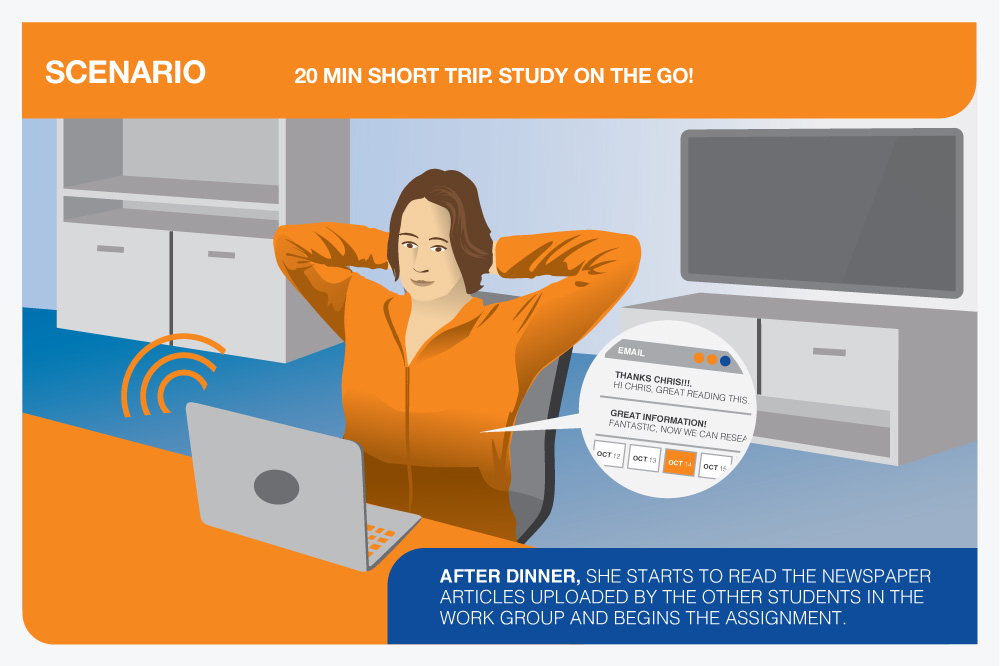 SCENARIO
20 MIN SHORT TRIP. STUDY ON THE GO!
EMAIL
THANKS CHRIS!!!.
HI CHRIS, GREAT READING THIS.
GREAT INFORMATION!
FANTASTIC, NOW WE CAN RESEA
OCT 12 OCT 13 OCT 14 OCT 15
AFTER DINNER, SHE STARTS TO READ THE NEWSPAPER
ARTICLES UPLOADED BY THE OTHER STUDENTS IN THE
WORK GROUP AND BEGINS THE ASSIGNMENT.